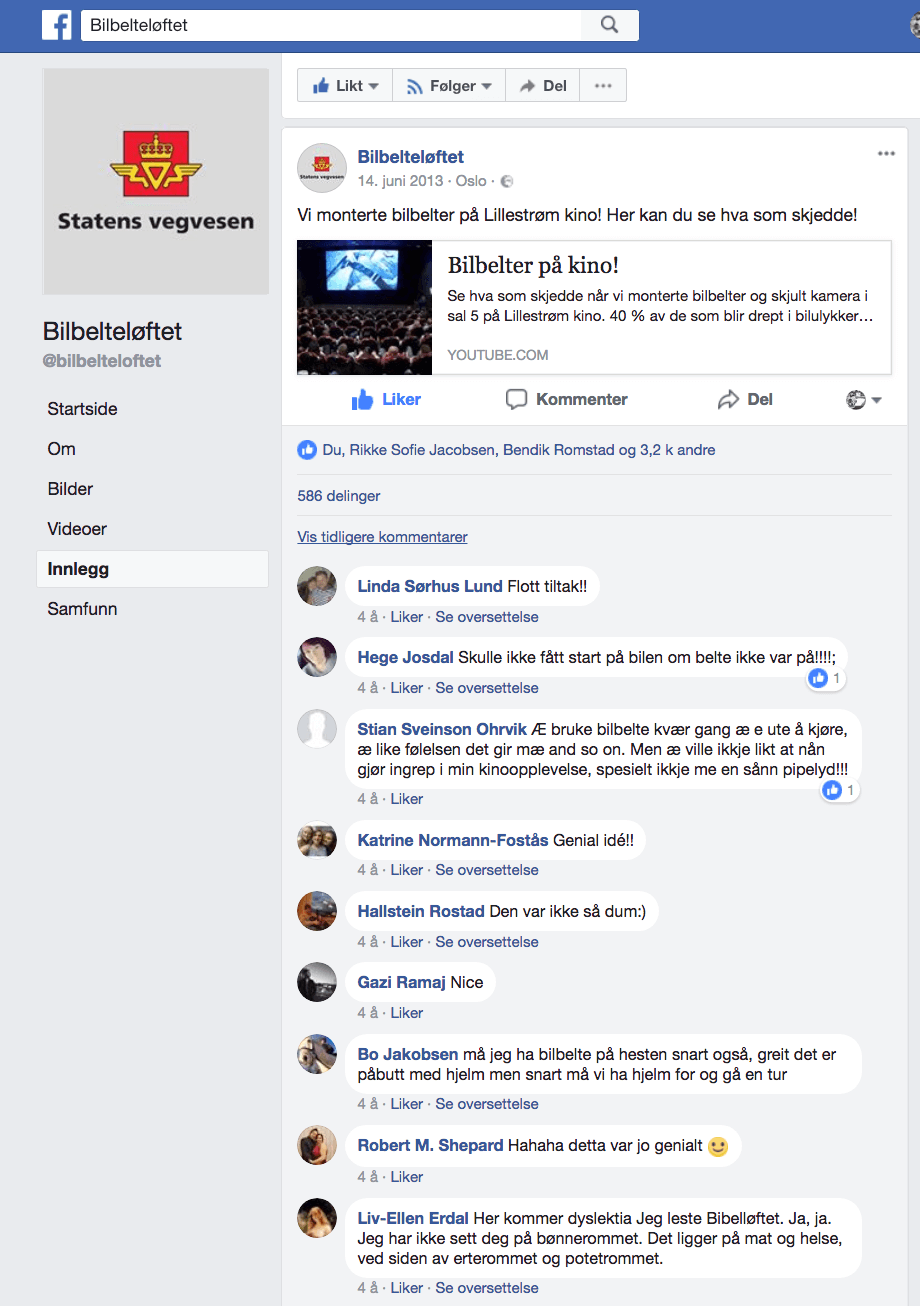 Bilbelteløftet
Likt
Følger
Del
Statens vegvesen
Bilbelteløftet
@bilbelteloftet
Startside
Om
Bilder
Videoer
Innlegg
Samfunn
Statens vegvesen
Bilbelteløftet
14. juni 2013 · Oslo ·
Vi monterte bilbelter på Lillestrøm kino! Her kan du se hva som skjedde!
Bilbelter på kino!
Se hva som skjedde når vi monterte bilbelter og skjult kamera i
sal 5 på Lillestrøm kino. 40 % av de som blir drept i bilulykker...
YOUTUBE.COM
Liker
Kommenter
Del
Du, Rikke Sofie Jacobsen, Bendik Romstad og 3,2 k andre
586 delinger
Vis tidligere kommentarer
Linda Sørhus Lund Flott tiltak!!
4 å · Liker · Se oversettelse
Hege Josdal Skulle ikke fått start på bilen om belte ikke var på!!!!;
1
4 å · Liker · Se oversettelse
Stian Sveinson Ohrvik Æ bruke bilbelte kvær gang æ e ute å kjøre,
æ like følelsen det gir mæ and so on. Men æ ville ikkje likt at nån
gjør ingrep i min kinoopplevelse, spesielt ikkje me en sånn pipelyd!!!
1
4 å · Liker
Katrine Normann-Fostås Genial idé!!
4 å · Liker · Se oversettelse
Hallstein Rostad Den var ikke så dum:)
4 å · Liker · Se oversettelse
Gazi Ramaj Nice
4 å · Liker
Bo Jakobsen må jeg ha bilbelte på hesten snart også, greit det er
påbutt med hjelm men snart må vi ha hjelm for og gå en tur
4 å · Liker · Se oversettelse
Robert M. Shepard Hahaha detta var jo genialt 🙂
4 å · Liker
Liv-Ellen Erdal Her kommer dyslektia Jeg leste Bibelløftet. Ja, ja.
Jeg har ikke sett deg på bønnerommet. Det ligger på mat og helse,
ved siden av erterommet og potetrommet.
4 å · Liker · Se oversettelse